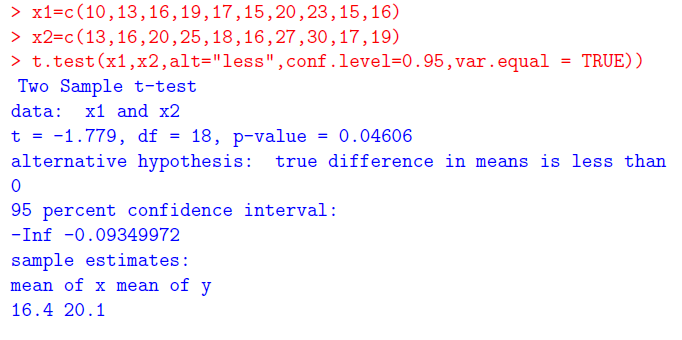 > x1=c(10,13,16,19,17,15,20,23,15,16)
> x2=c(13,16,20,25,18,16,27,30,17,19)
> t.test(x1,x2,alt="less",conf.level=0.95,var.equal = TRUE))
Two Sample t-test
data: x1 and x2
t = -1.779, df = 18, p-value = 0.04606
alternative hypothesis: true difference in means is less than
0
95 percent confidence interval:
-Inf -0.09349972
sample estimates:
mean of x mean of y
16.4 20.1